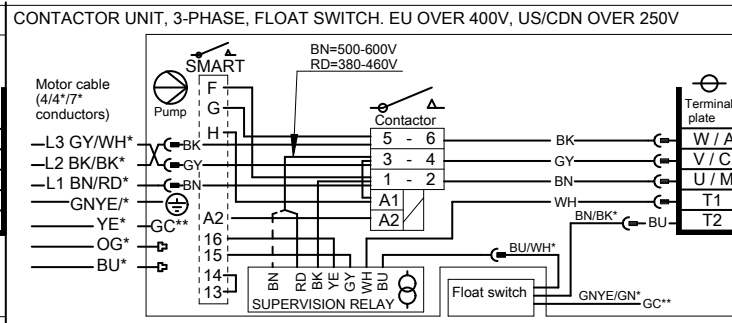 CONTACTOR UNIT, 3-PHASE, FLOAT SWITCH. EU OVER 400V, US/CDN OVER 250V
BN=500-600V
RD=380-460V
SMART
Motor cable
(4/4*/7*
conductors)
Pump
F
G
H
Contactor
Terminal
plate
L3 GY/WH*
BK
5 - 6
BK
W / A
L2 BK/BK*
GY
3 - 4
GY
V / C
L1 BN/RD*
BN
1 - 2
BN
U / M
GNYE/*
A1
WH
T1
YE*
GC**
A2
A2
BN/BK*
BU
T2
OG*
16
BU*
15
BU/WH*
14
13
BN
RD
BK
YE
GY
WH
BU
SUPERVISION RELAY
Float switch
GNYE/GN*
GC**